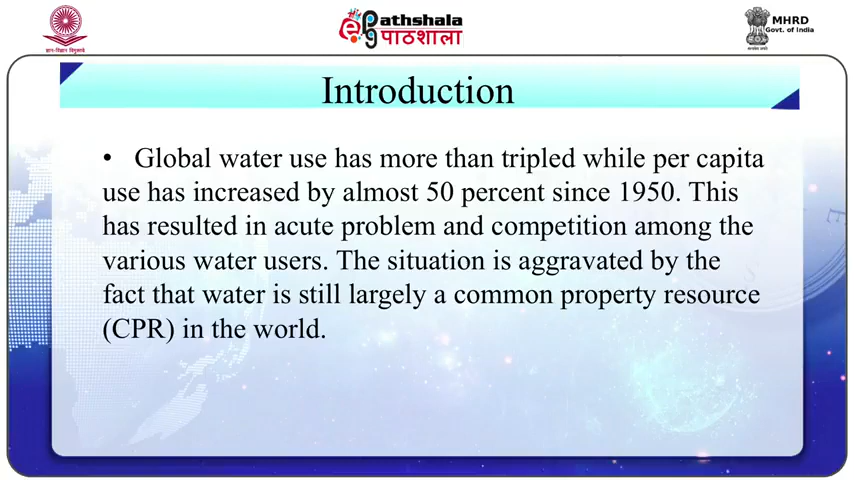 ज्ञान-विज्ञान विमुक्तये
ePathshala
पाठशाला
MHRD
Govt. of India
Introduction
• Global water use has more than tripled while per capita
use has increased by almost 50 percent since 1950. This
has resulted in acute problem and competition among the
various water users. The situation is aggravated by the
fact that water is still largely a common property resource
(CPR) in the world.